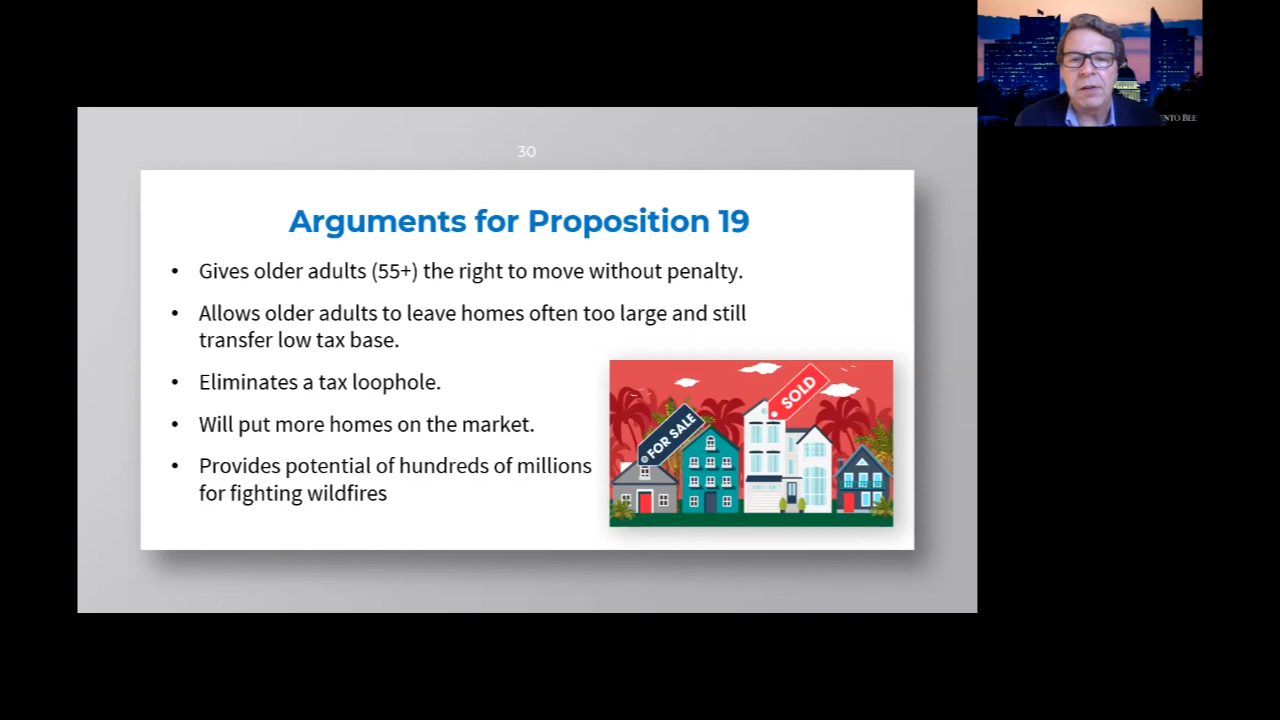 30
Arguments for Proposition 19
• Gives older adults (55+) the right to move without penalty.
• Allows older adults to leave homes often too large and still
transfer low tax base.
• Eliminates a tax loophole.
• Will put more homes on the market.
• Provides potential of hundreds of millions
for fighting wildfires
FOR SALE
SOLD
ENTO BEE